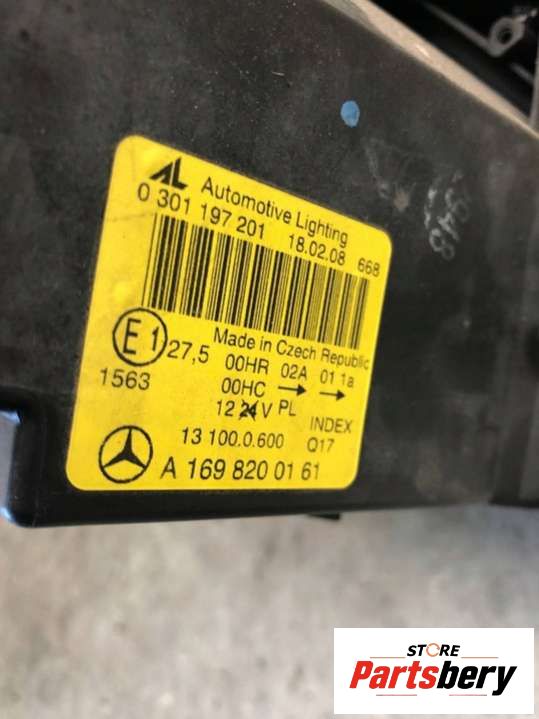 AL Automotive Lighting
0 301 197 201 18.02.08 668
Made in Czech Republic
E1 27,5 00HR 02A 01 1a
1563 00HC → →
12 24 V PL INDEX
13 100.0.600 Q17
A 169 820 01 61
STORE
Partsbery